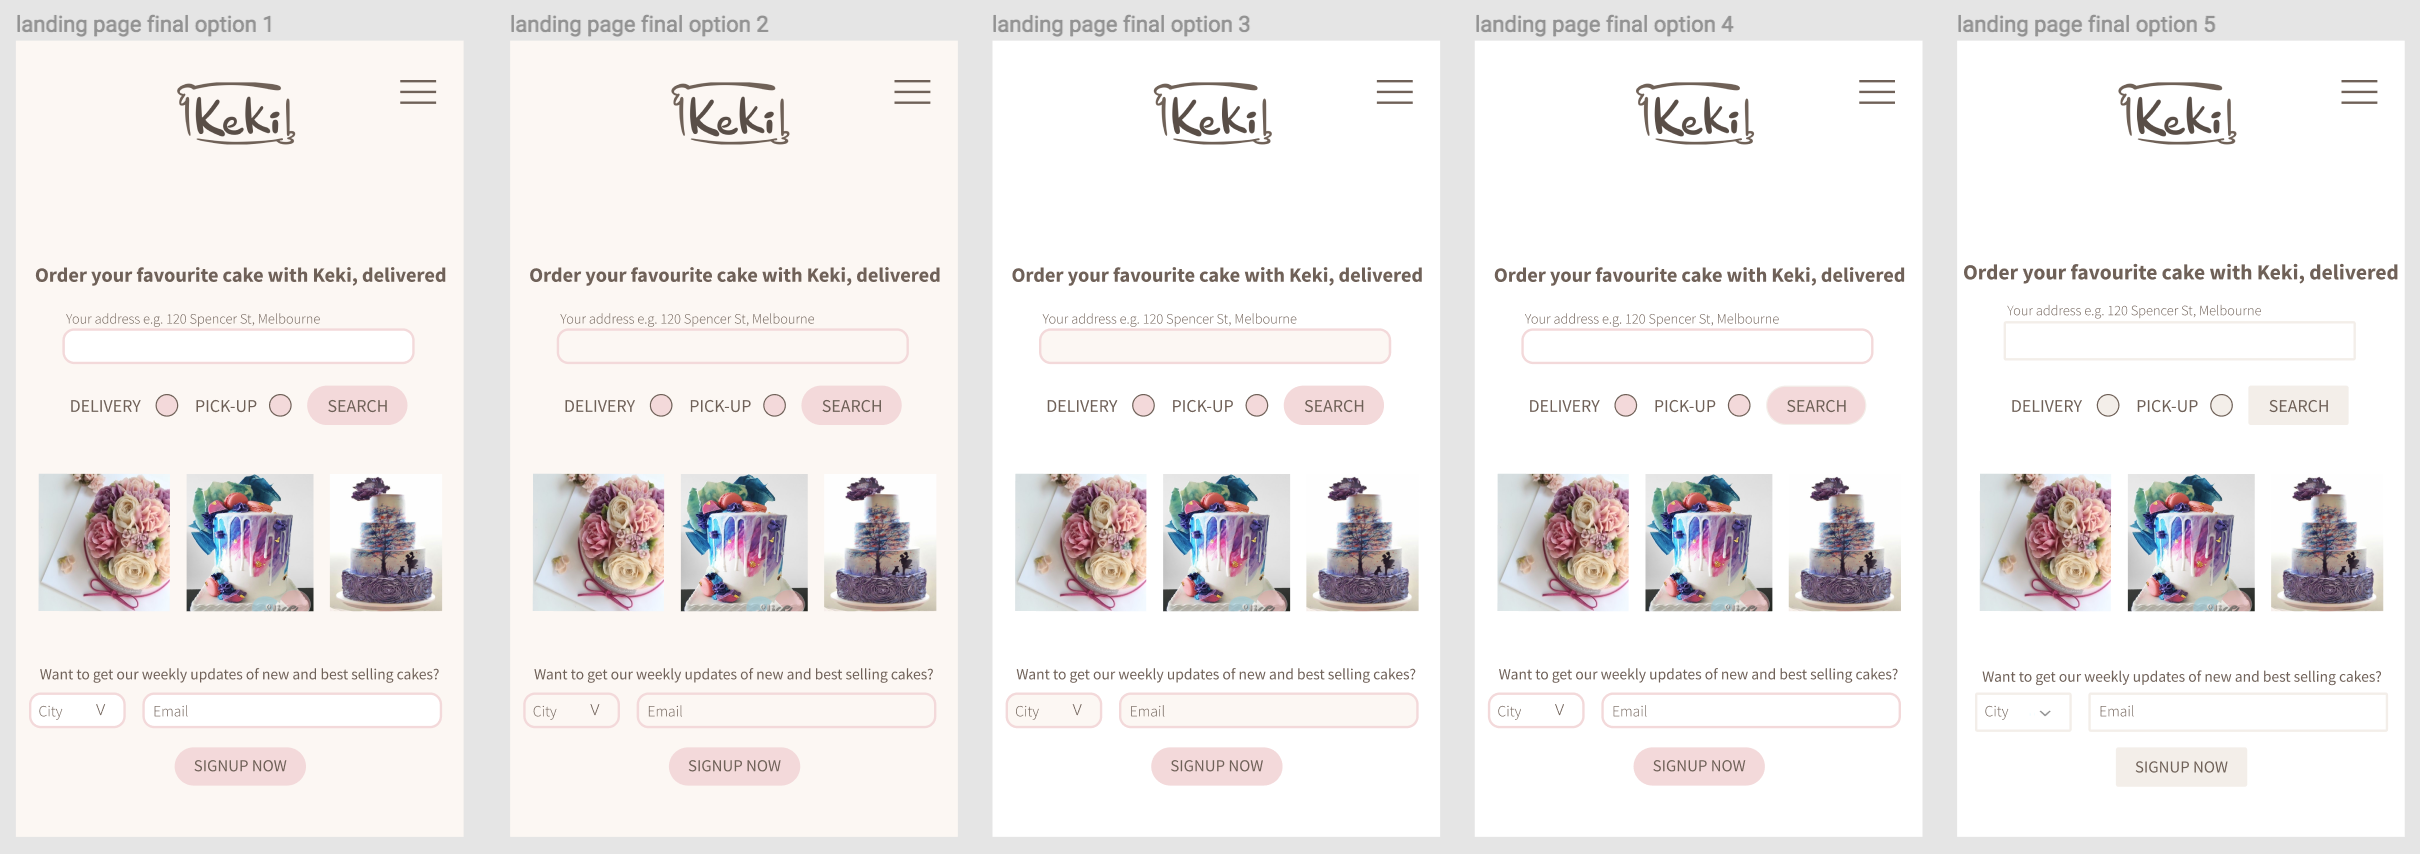 landing page final option 1
Keki
Order your favourite cake with Keki, delivered
Your address e.g. 120 Spencer St, Melbourne
DELIVERY PICK-UP SEARCH
Want to get our weekly updates of new and best selling cakes?
City V Email
SIGNUP NOW
landing page final option 2
Keki
Order your favourite cake with Keki, delivered
Your address e.g. 120 Spencer St, Melbourne
DELIVERY PICK-UP SEARCH
Want to get our weekly updates of new and best selling cakes?
City V Email
SIGNUP NOW
landing page final option 3
Keki
Order your favourite cake with Keki, delivered
Your address e.g. 120 Spencer St, Melbourne
DELIVERY PICK-UP SEARCH
Want to get our weekly updates of new and best selling cakes?
City V Email
SIGNUP NOW
landing page final option 4
Keki
Order your favourite cake with Keki, delivered
Your address e.g. 120 Spencer St, Melbourne
DELIVERY PICK-UP SEARCH
Want to get our weekly updates of new and best selling cakes?
City V Email
SIGNUP NOW
landing page final option 5
Keki
Order your favourite cake with Keki, delivered
Your address e.g. 120 Spencer St, Melbourne
DELIVERY PICK-UP SEARCH
Want to get our weekly updates of new and best selling cakes?
City Email
SIGNUP NOW